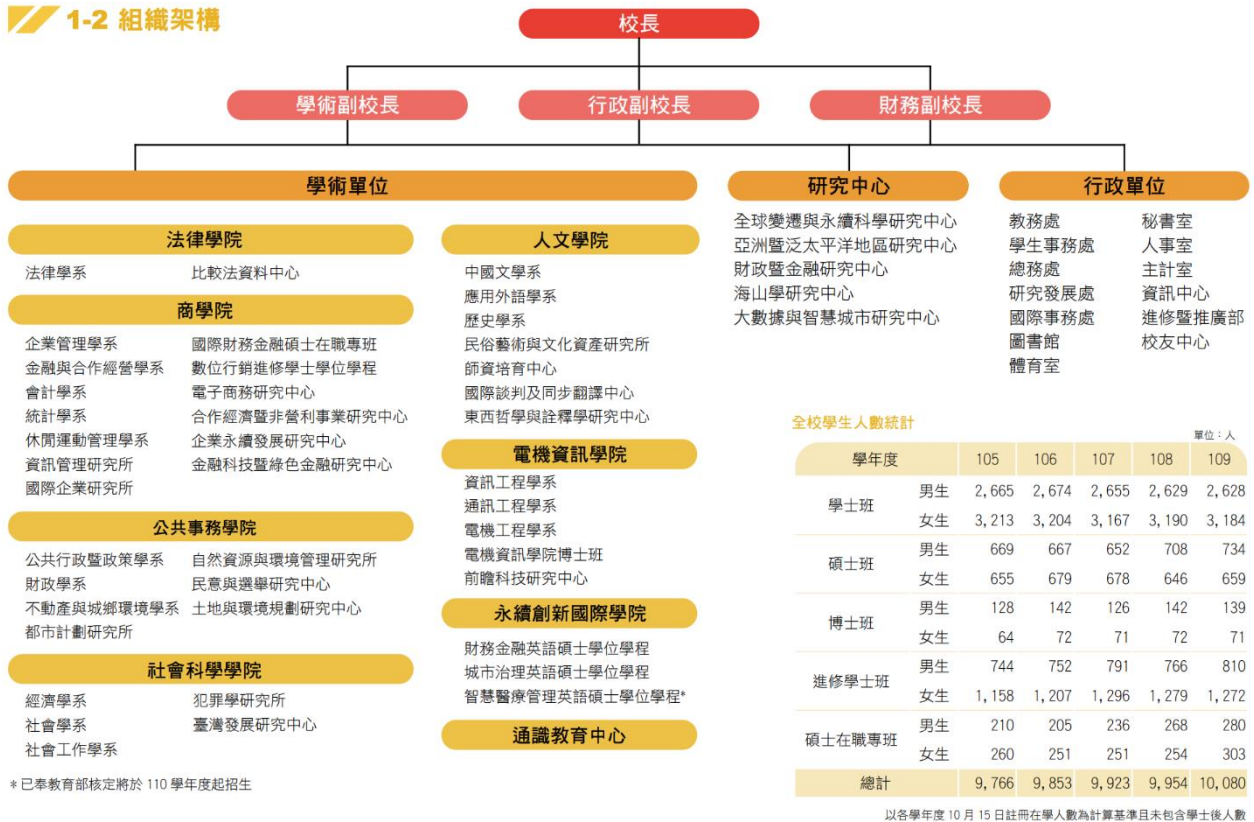 1-2 組織架構
校長
學術副校長
行政副校長
財務副校長
學術單位
法律學院
法律學系 比較法資料中心
商學院
企業管理學系 國際財務金融碩士在職專班
金融與合作經營學系 數位行銷進修學士學位學程
會計學系 電子商務研究中心
統計學系 合作經濟暨非營利事業研究中心
休閒運動管理學系 企業永續發展研究中心
資訊管理研究所 金融科技暨綠色金融研究中心
國際企業研究所
公共事務學院
公共行政暨政策學系 自然資源與環境管理研究所
財政學系 民意與選舉研究中心
不動產與城鄉環境學系 土地與環境規劃研究中心
都市計劃研究所
社會科學學院
經濟學系 犯罪學研究所
社會學系 臺灣發展研究中心
社會工作學系
*已奉教育部核定將於 110 學年度起招生
人文學院
中國文學系
應用外語學系
歷史學系
民俗藝術與文化資產研究所
師資培育中心
國際談判及同步翻譯中心
東西哲學與詮釋學研究中心
電機資訊學院
資訊工程學系
通訊工程學系
電機工程學系
電機資訊學院博士班
前瞻科技研究中心
永續創新國際學院
財務金融英語碩士學位學程
城市治理英語碩士學位學程
智慧醫療管理英語碩士學位學程*
通識教育中心
研究中心
全球變遷與永續科學研究中心
亞洲暨泛太平洋地區研究中心
財政暨金融研究中心
海山學研究中心
大數據與智慧城市研究中心
行政單位
教務處 秘書室
學生事務處 人事室
總務處 主計室
研究發展處 資訊中心
國際事務處 進修暨推廣部
圖書館 校友中心
體育室
全校學生人數統計
單位：人
學年度 105 106 107 108 109
學士班 男生 2,665 2,674 2,655 2,629 2,628
女生 3,213 3,204 3,167 3,190 3,184
碩士班 男生 669 667 652 708 734
女生 655 679 678 646 659
博士班 男生 128 142 126 142 139
女生 64 72 71 72 71
進修學士班 男生 744 752 791 766 810
女生 1,158 1,207 1,296 1,279 1,272
碩士在職專班 男生 210 205 236 268 280
女生 260 251 251 254 303
總計 9,766 9,853 9,923 9,954 10,080
以各學年度 10 月 15 日註冊在學人數為計算基準且未包含學士後人數